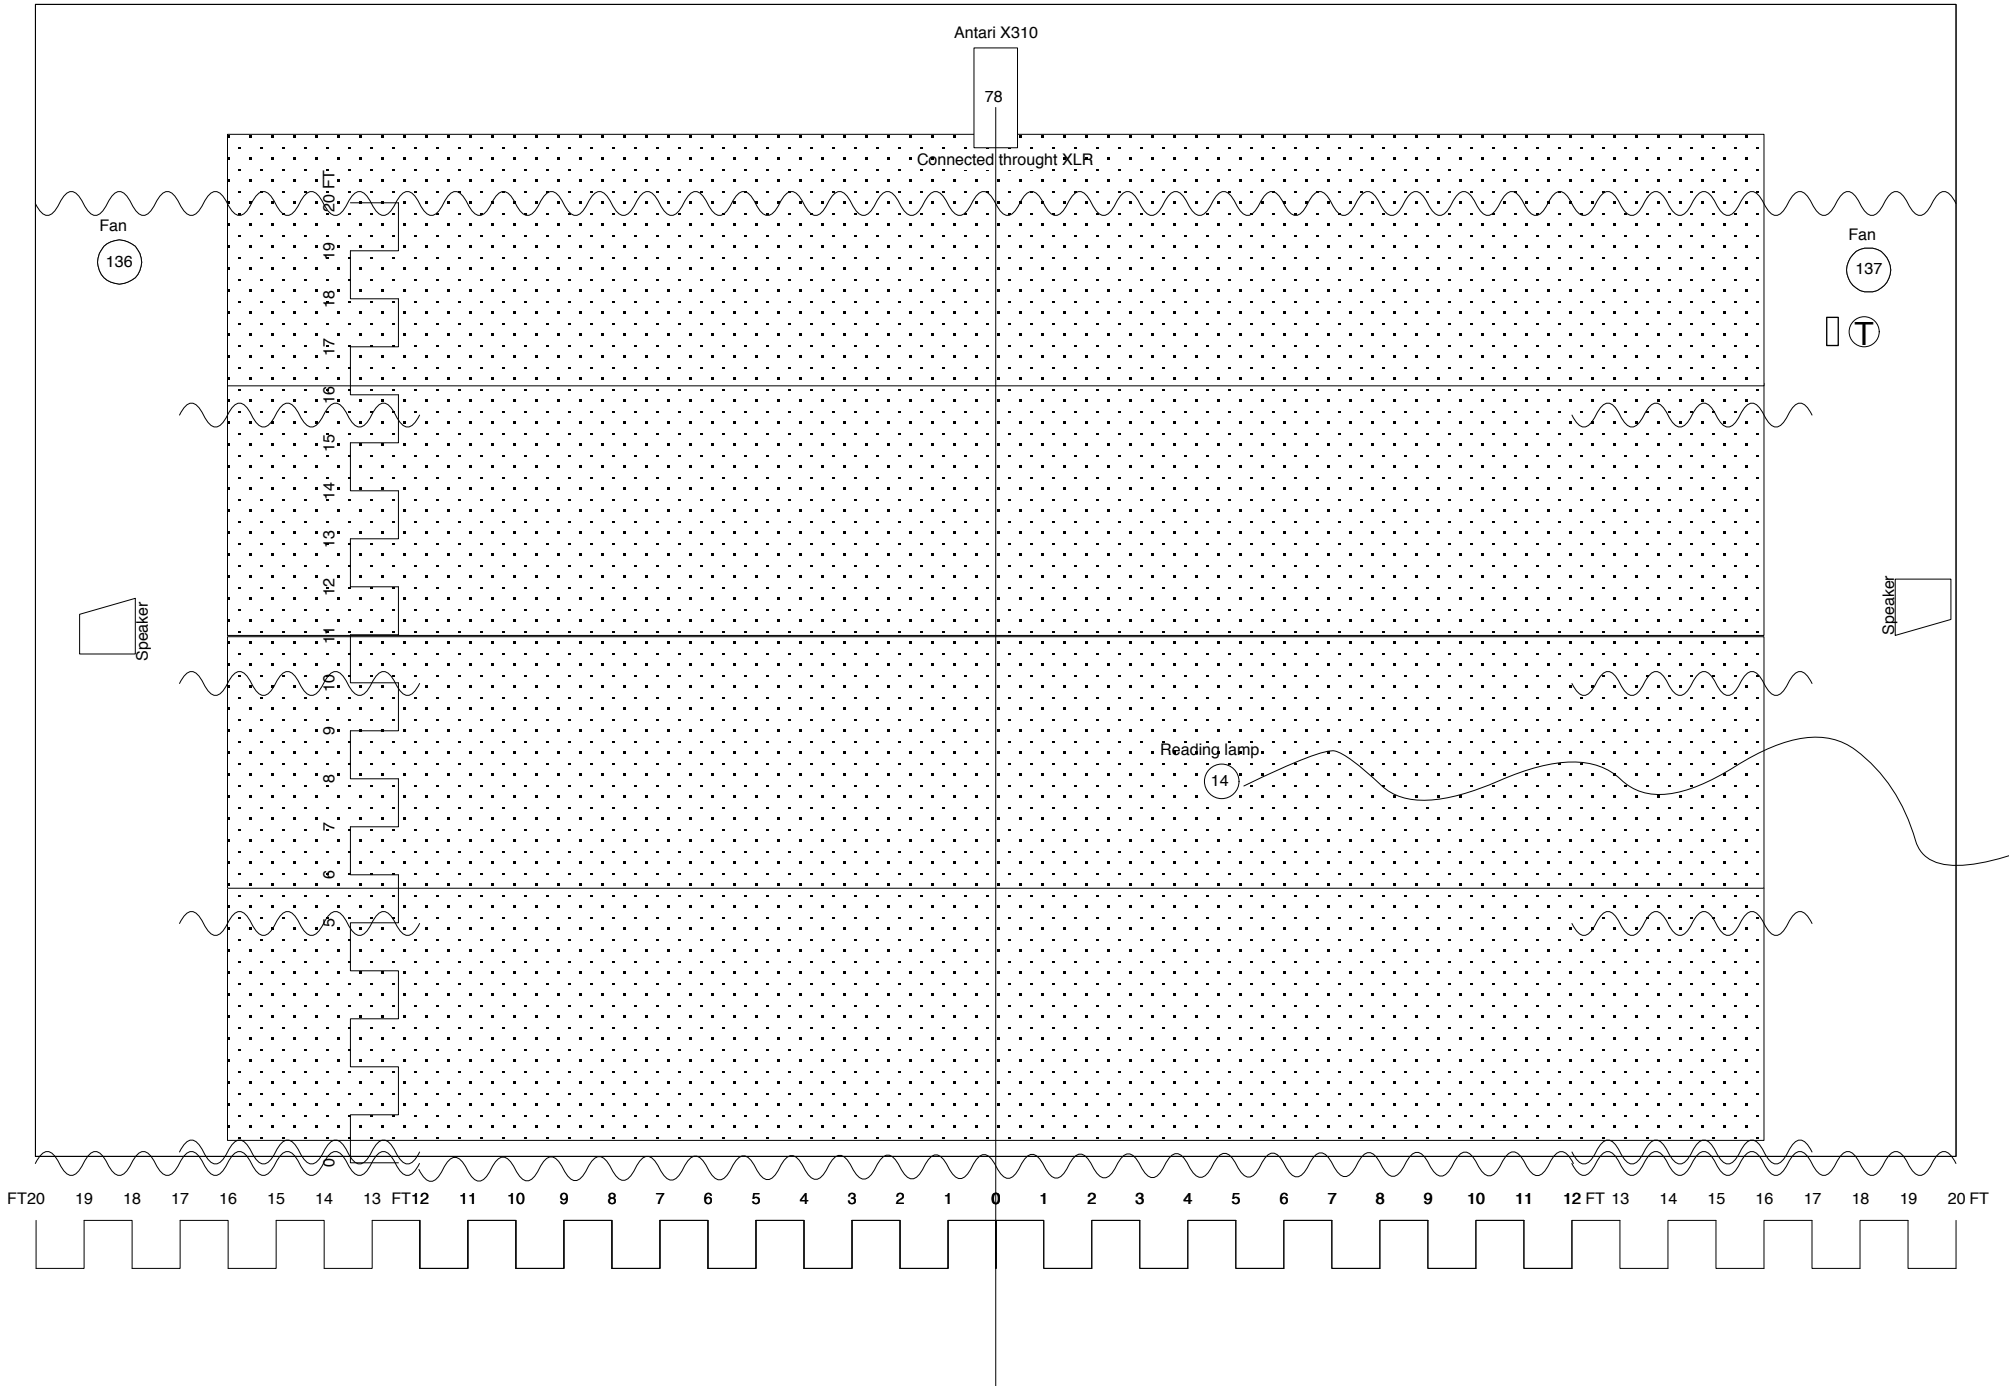 Antari X310
78
Connected throught XLR
Fan
136
Fan
137
T
20 FT
19
18
17
16
15
14
13
12
11
10
9
8
7
6
5
0
Speaker
Speaker
Reading lamp
14
FT20 19 18 17 16 15 14 13 FT12 11 10 9 8 7 6 5 4 3 2 1 0 1 2 3 4 5 6 7 8 9 10 11 12 FT 13 14 15 16 17 18 19 20 FT